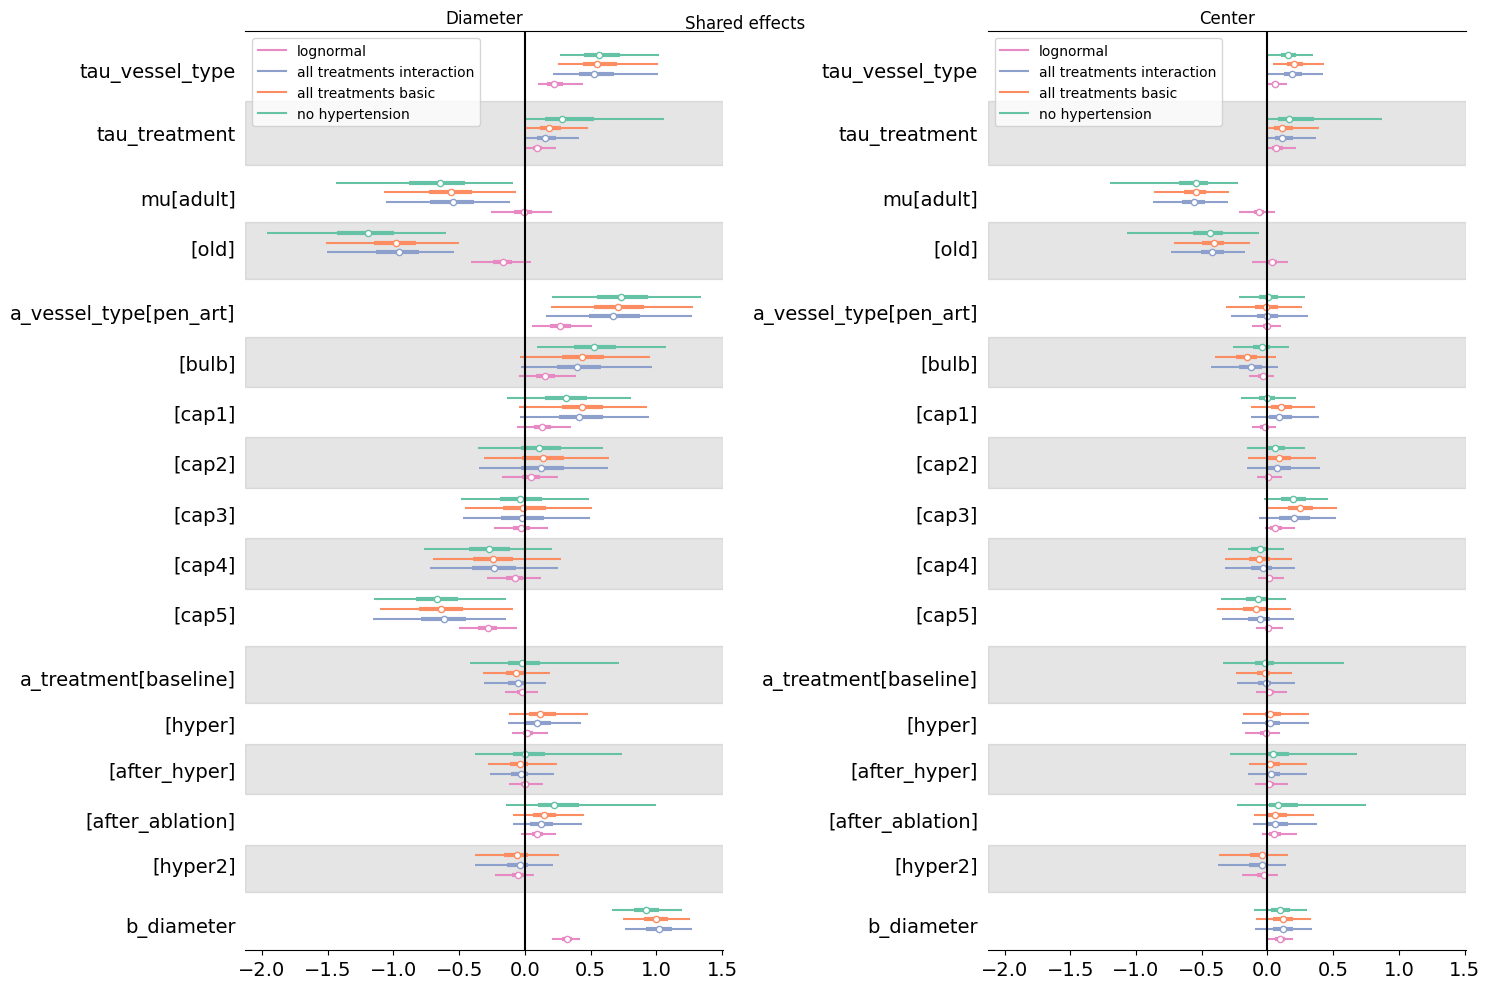 Shared effects
Diameter
lognormal
all treatments interaction
all treatments basic
no hypertension
tau_vessel_type
tau_treatment
mu[adult]
[old]
a_vessel_type[pen_art]
[bulb]
[cap1]
[cap2]
[cap3]
[cap4]
[cap5]
a_treatment[baseline]
[hyper]
[after_hyper]
[after_ablation]
[hyper2]
b_diameter
−2.0 −1.5 −1.0 −0.5 0.0 0.5 1.0 1.5
Center
lognormal
all treatments interaction
all treatments basic
no hypertension
tau_vessel_type
tau_treatment
mu[adult]
[old]
a_vessel_type[pen_art]
[bulb]
[cap1]
[cap2]
[cap3]
[cap4]
[cap5]
a_treatment[baseline]
[hyper]
[after_hyper]
[after_ablation]
[hyper2]
b_diameter
−2.0 −1.5 −1.0 −0.5 0.0 0.5 1.0 1.5